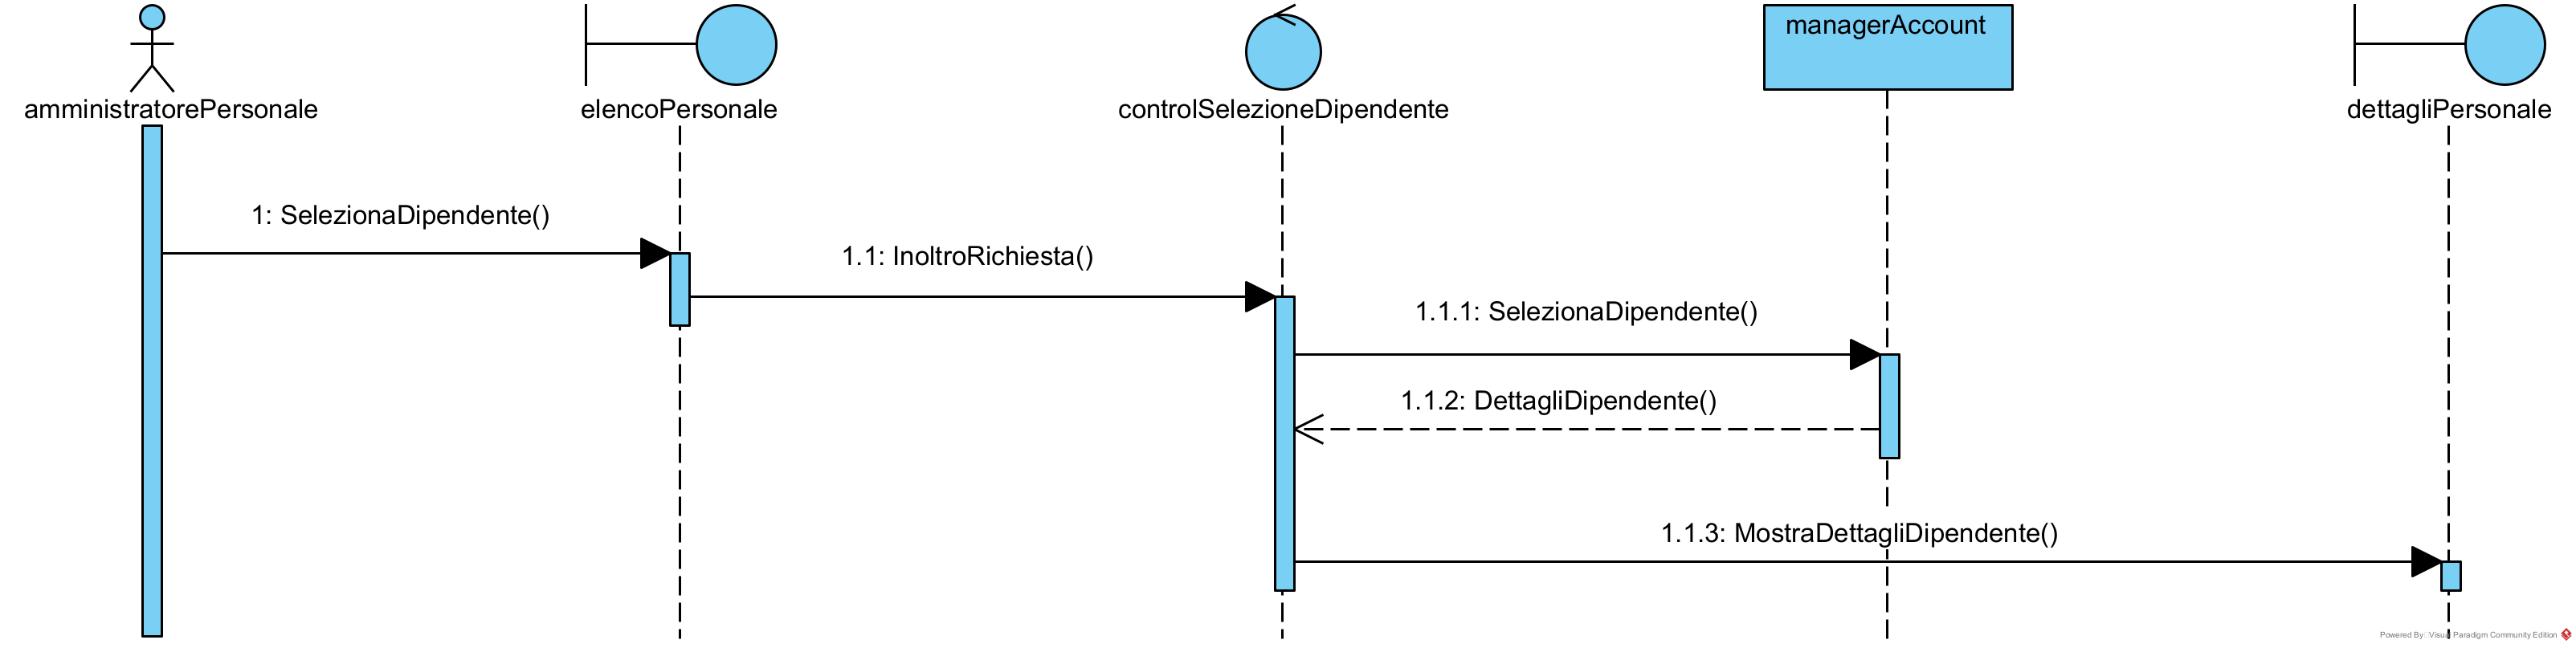 managerAccount
amministratorePersonale
elencoPersonale
controlSelezioneDipendente
dettagliPersonale
1: SelezionaDipendente()
1.1: InoltroRichiesta()
1.1.1: SelezionaDipendente()
1.1.2: DettagliDipendente()
1.1.3: MostraDettagliDipendente()
Powered By: Visual Paradigm Community Edition